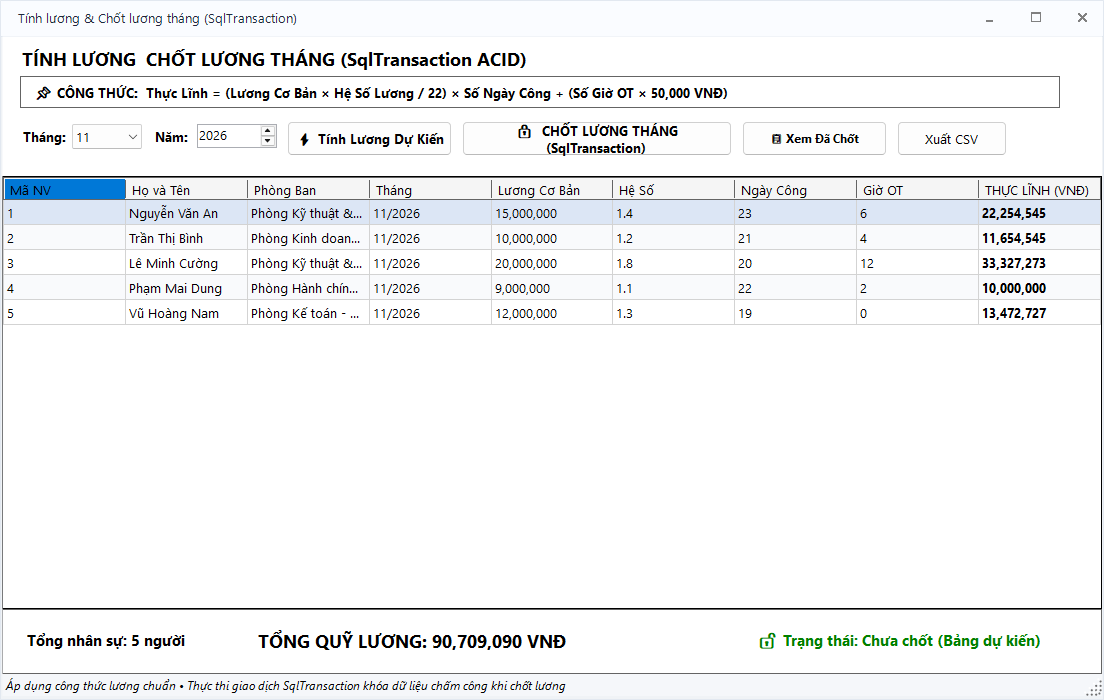 Tính lương & Chốt lương tháng (SqlTransaction)
TÍNH LƯƠNG  CHỐT LƯƠNG THÁNG (SqlTransaction ACID)
CÔNG THỨC: Thực Lĩnh = (Lương Cơ Bản × Hệ Số Lương / 22) × Số Ngày Công + (Số Giờ OT × 50,000 VNĐ)
Tháng: 11 Năm: 2026 Tính Lương Dự Kiến CHỐT LƯƠNG THÁNG
(SqlTransaction) Xem Đã Chốt Xuất CSV
Mã NV Họ và Tên Phòng Ban Tháng Lương Cơ Bản Hệ Số Ngày Công Giờ OT THỰC LĨNH (VNĐ)
1 Nguyễn Văn An Phòng Kỹ thuật &... 11/2026 15,000,000 1.4 23 6 22,254,545
2 Trần Thị Bình Phòng Kinh doan... 11/2026 10,000,000 1.2 21 4 11,654,545
3 Lê Minh Cường Phòng Kỹ thuật &... 11/2026 20,000,000 1.8 20 12 33,327,273
4 Phạm Mai Dung Phòng Hành chín... 11/2026 9,000,000 1.1 22 2 10,000,000
5 Vũ Hoàng Nam Phòng Kế toán - ... 11/2026 12,000,000 1.3 19 0 13,472,727
Tổng nhân sự: 5 người TỔNG QUỸ LƯƠNG: 90,709,090 VNĐ Trạng thái: Chưa chốt (Bảng dự kiến)
Áp dụng công thức lương chuẩn • Thực thi giao dịch SqlTransaction khóa dữ liệu chấm công khi chốt lương